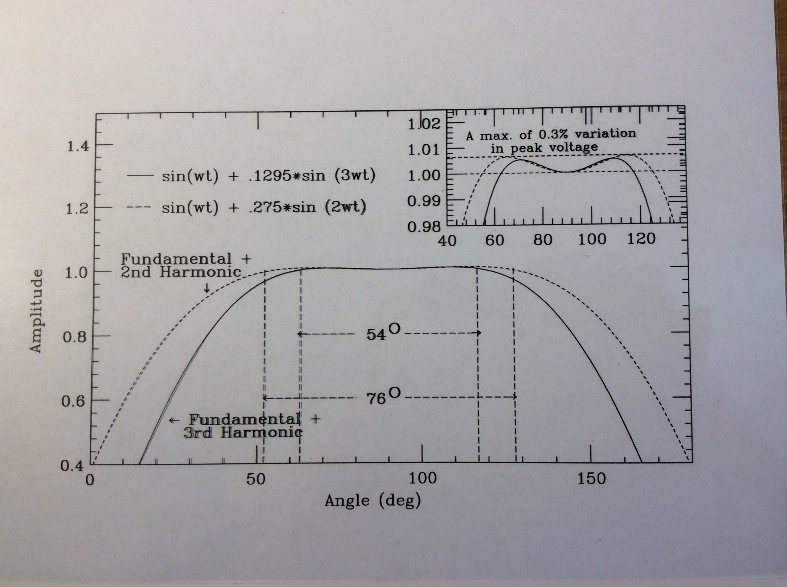 1.02
1.01
1.00
0.99
0.98
A max. of 0.3% variation
in peak voltage
40 60 80 100 120
1.4
1.2
1.0
0.8
0.6
0.4
sin(wt) + .1295*sin (3wt)
sin(wt) + .275*sin (2wt)
Fundamental +
2nd Harmonic
54O
76O
← Fundamental +
3rd Harmonic
Amplitude
0 50 100 150
Angle (deg)